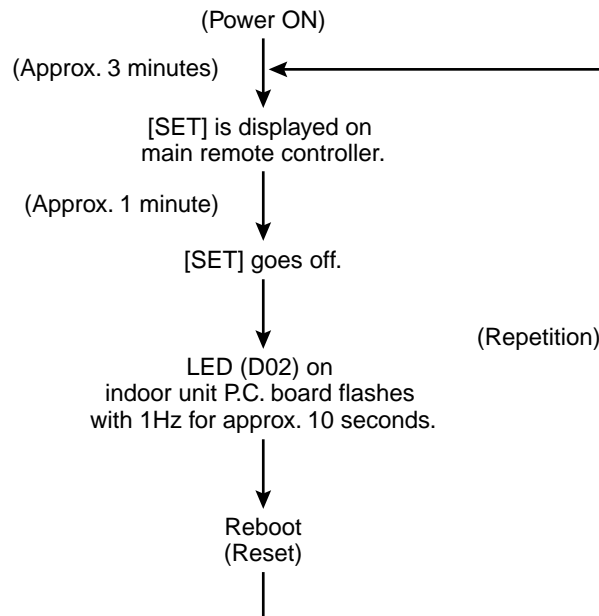 (Power ON)
(Approx. 3 minutes)
[SET] is displayed on
main remote controller.
(Approx. 1 minute)
[SET] goes off.
(Repetition)
LED (D02) on
indoor unit P.C. board flashes
with 1Hz for approx. 10 seconds.
Reboot
(Reset)